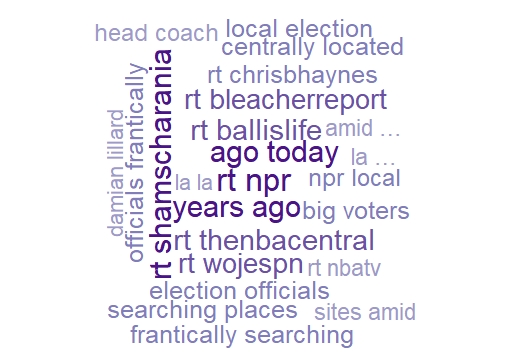 head coach
local election
centrally located
rt chrisbhaynes
rt bleacherreport
rt ballislife
amid …
ago today
la …
la la
rt npr
npr local
years ago
big voters
rt thenbacentral
rt wojespn
rt nbatv
election officials
searching places
sites amid
frantically searching
damian lillard
officials frantically
rt shamscharania